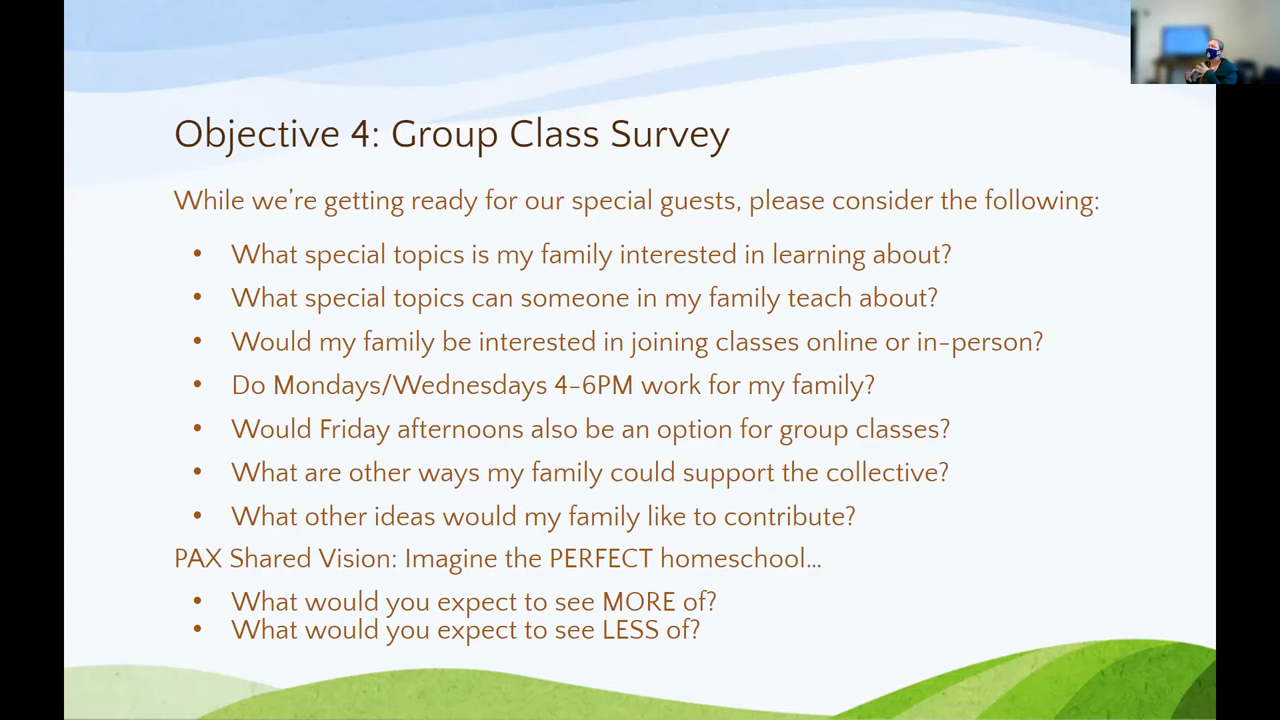 Objective 4: Group Class Survey
While we're getting ready for our special guests, please consider the following:
• What special topics is my family interested in learning about?
• What special topics can someone in my family teach about?
• Would my family be interested in joining classes online or in-person?
• Do Mondays/Wednesdays 4-6PM work for my family?
• Would Friday afternoons also be an option for group classes?
• What are other ways my family could support the collective?
• What other ideas would my family like to contribute?
PAX Shared Vision: Imagine the PERFECT homeschool...
• What would you expect to see MORE of?
• What would you expect to see LESS of?